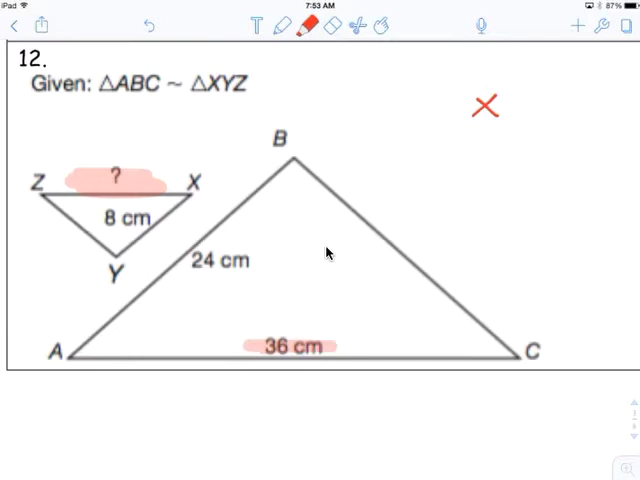 iPad
7:53 AM
87%
T
12.
Given: △ABC ~ △XYZ
X
B
Z
?
X
8 cm
Y
24 cm
A
36 cm
C